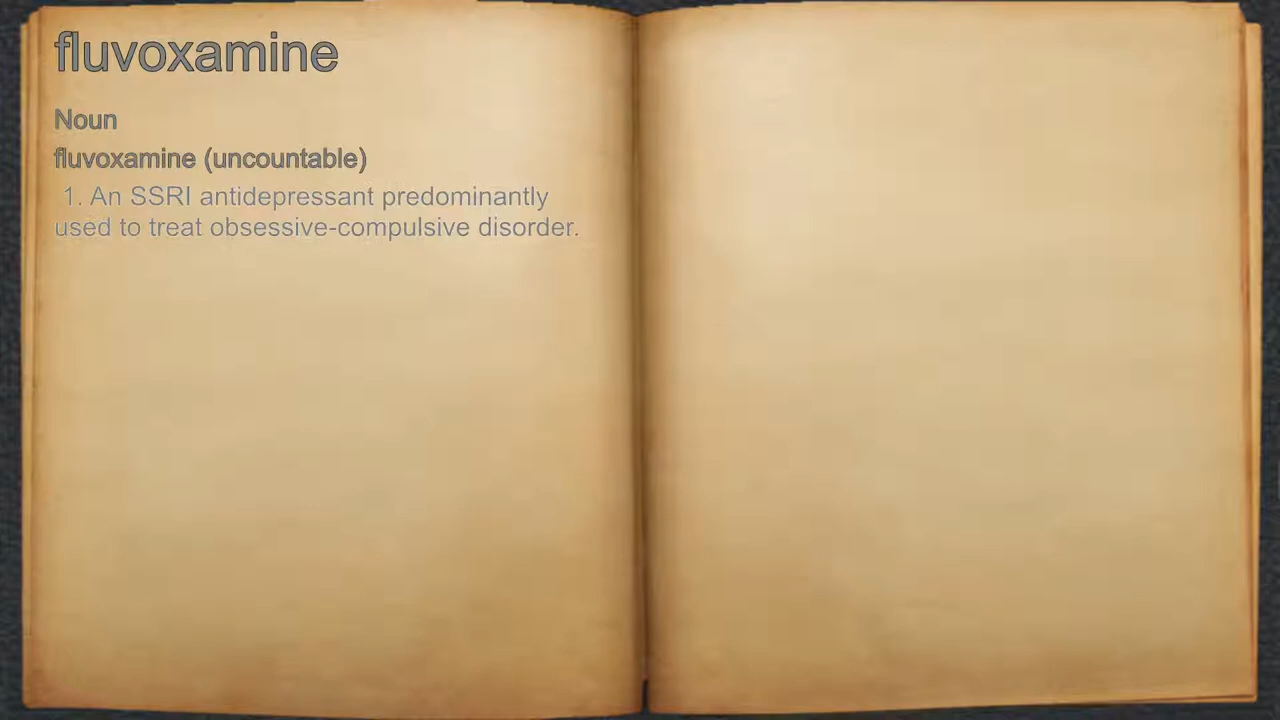 fluvoxamine
Noun
fluvoxamine (uncountable)
1. An SSRI antidepressant predominantly
used to treat obsessive-compulsive disorder.